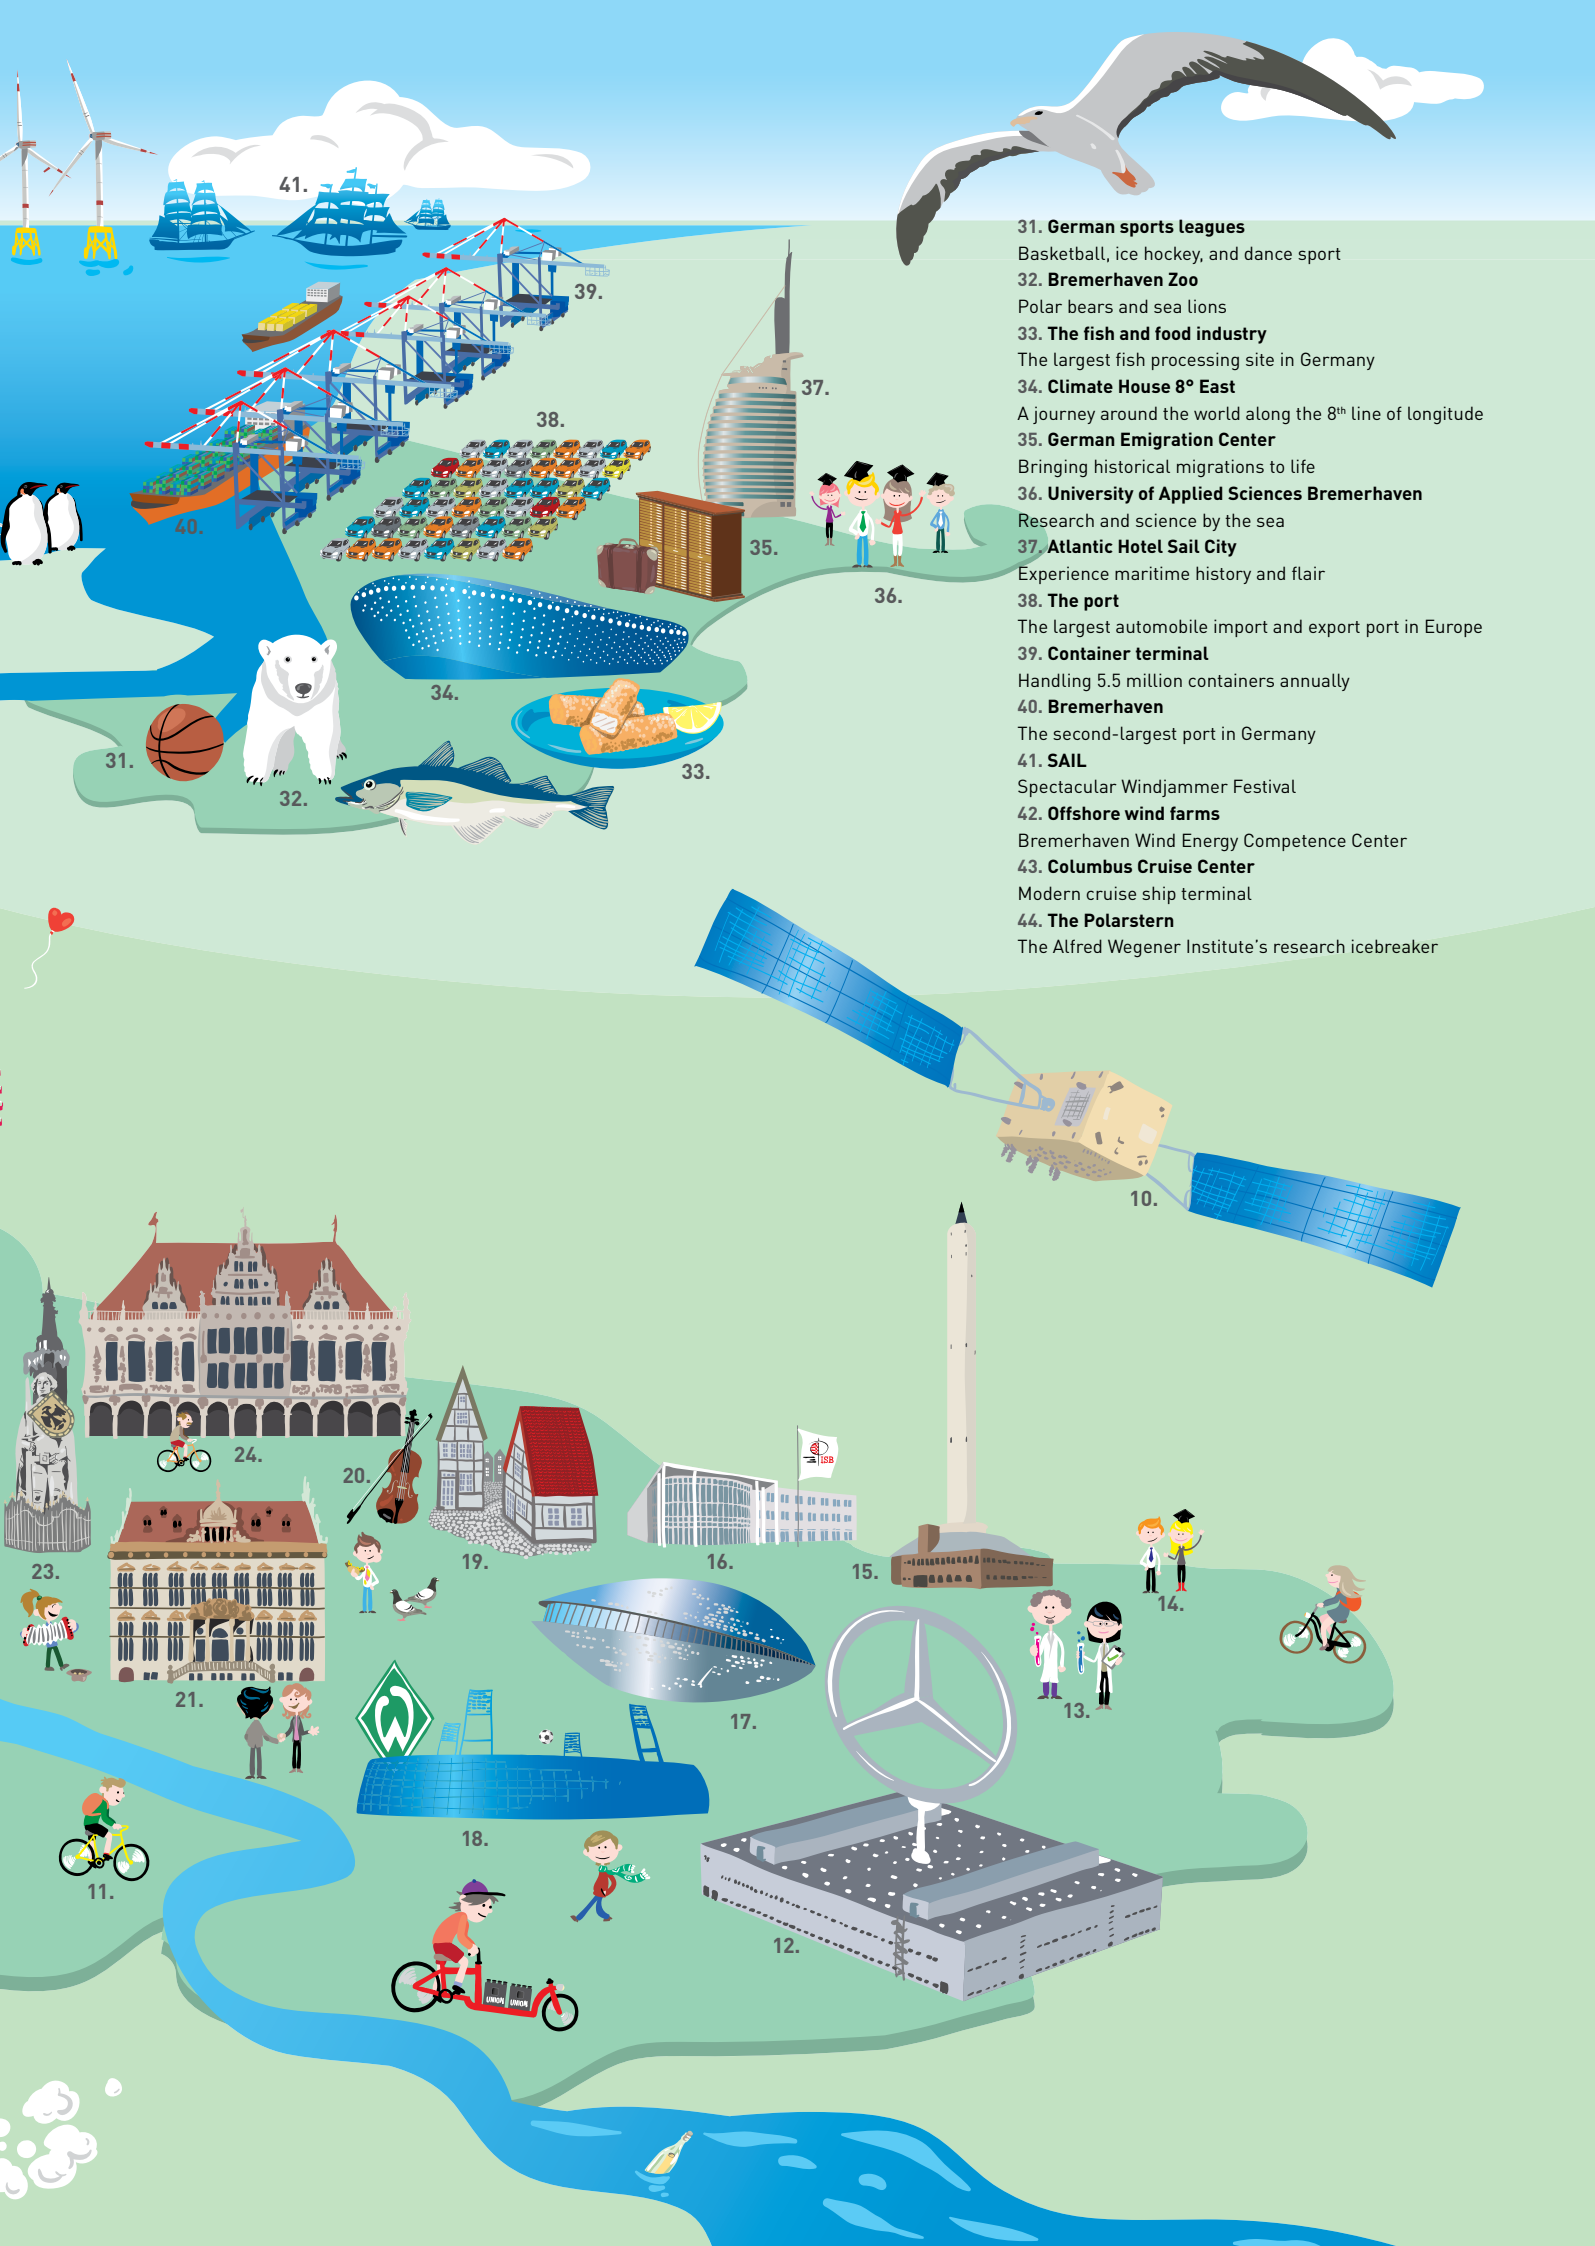 41.
39.
37.
38.
40.
35.
36.
34.
31.
33.
32.
31. German sports leagues
Basketball, ice hockey, and dance sport
32. Bremerhaven Zoo
Polar bears and sea lions
33. The fish and food industry
The largest fish processing site in Germany
34. Climate House 8° East
A journey around the world along the 8th line of longitude
35. German Emigration Center
Bringing historical migrations to life
36. University of Applied Sciences Bremerhaven
Research and science by the sea
37. Atlantic Hotel Sail City
Experience maritime history and flair
38. The port
The largest automobile import and export port in Europe
39. Container terminal
Handling 5.5 million containers annually
40. Bremerhaven
The second-largest port in Germany
41. SAIL
Spectacular Windjammer Festival
42. Offshore wind farms
Bremerhaven Wind Energy Competence Center
43. Columbus Cruise Center
Modern cruise ship terminal
44. The Polarstern
The Alfred Wegener Institute's research icebreaker
10.
24.
20.
ISB
19.
16.
15.
23.
14.
21.
13.
17.
W
18.
11.
12.
UNION UNION